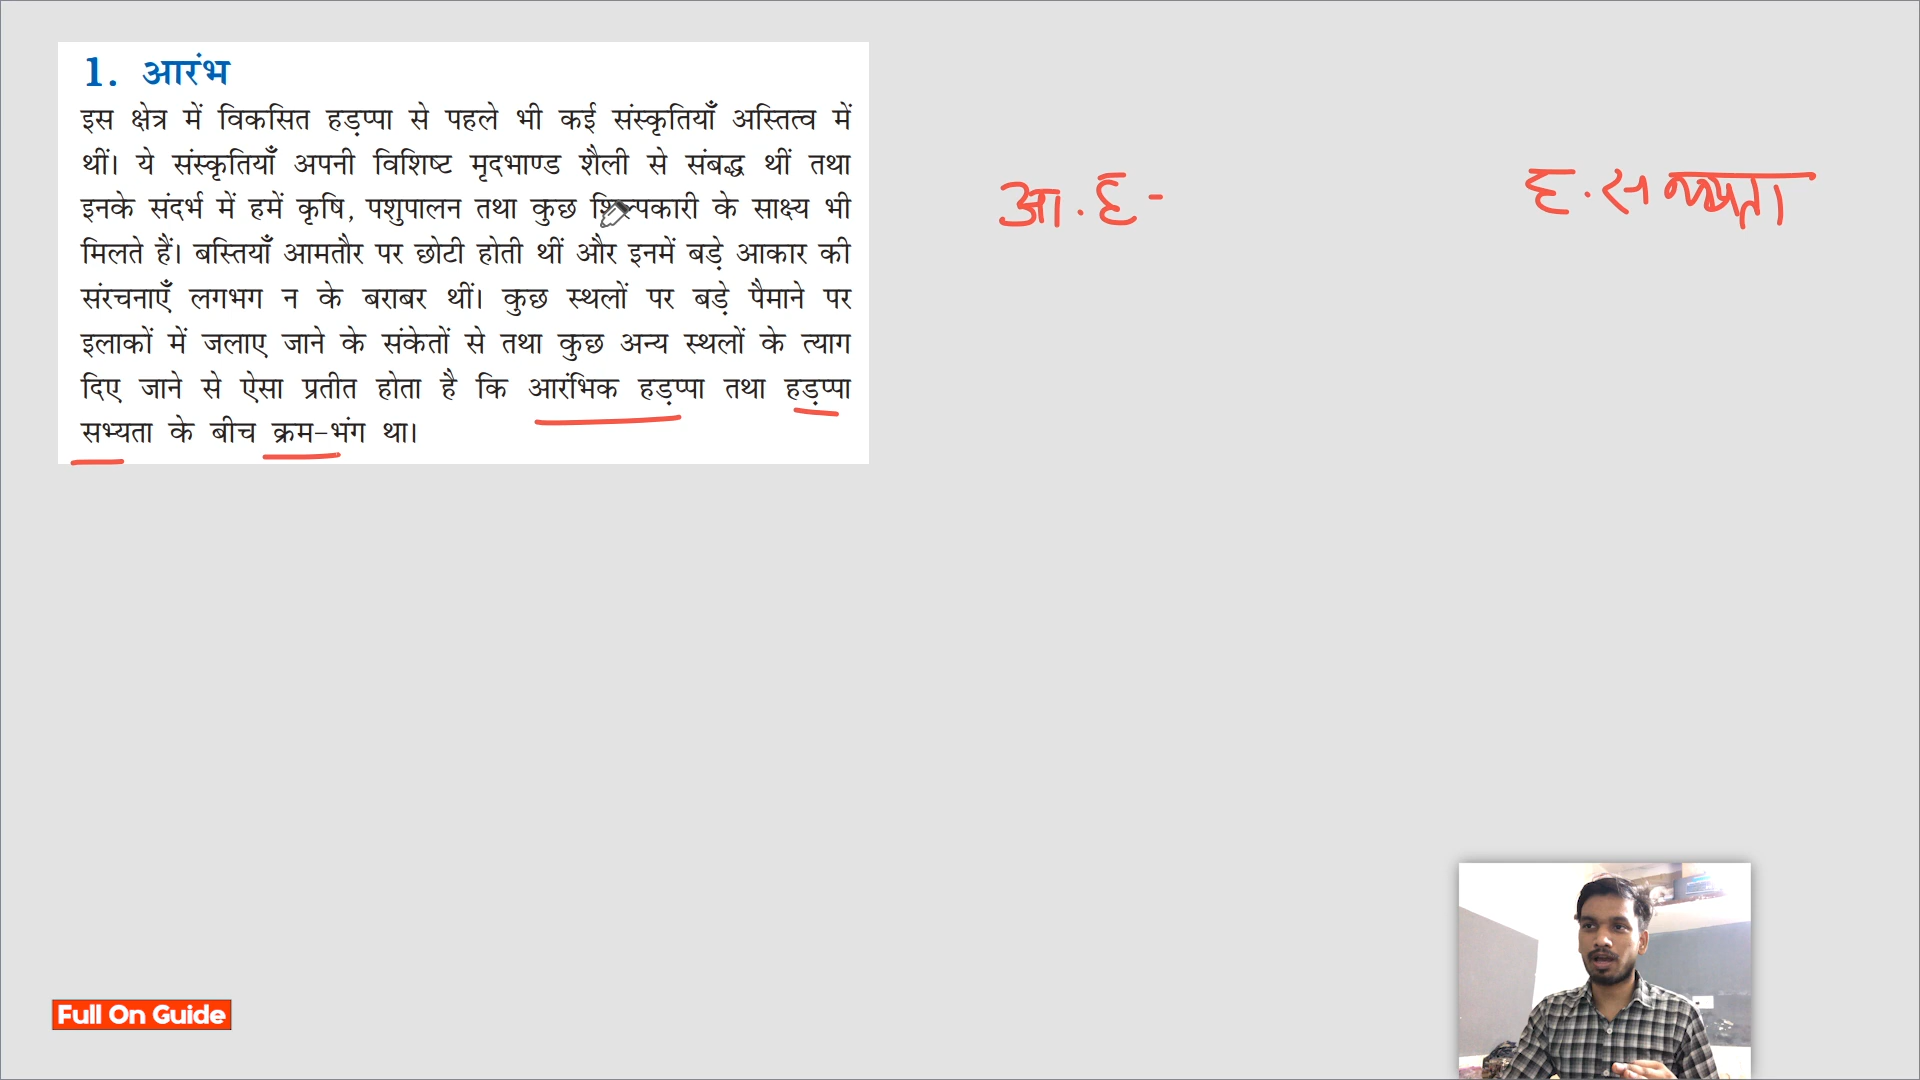 1. आरंभ
इस क्षेत्र में विकसित हड़प्पा से पहले भी कई संस्कृतियाँ अस्तित्व में
थीं। ये संस्कृतियाँ अपनी विशिष्ट मृदभाण्ड शैली से संबद्ध थीं तथा
इनके संदर्भ में हमें कृषि, पशुपालन तथा कुछ शिल्पकारी के साक्ष्य भी
मिलते हैं। बस्तियाँ आमतौर पर छोटी होती थीं और इनमें बड़े आकार की
संरचनाएँ लगभग न के बराबर थीं। कुछ स्थलों पर बड़े पैमाने पर
इलाकों में जलाए जाने के संकेतों से तथा कुछ अन्य स्थलों के त्याग
दिए जाने से ऐसा प्रतीत होता है कि आरंभिक हड़प्पा तथा हड़प्पा
सभ्यता के बीच क्रम-भंग था।
आ. ह -
ह. सभ्यता
Full On Guide